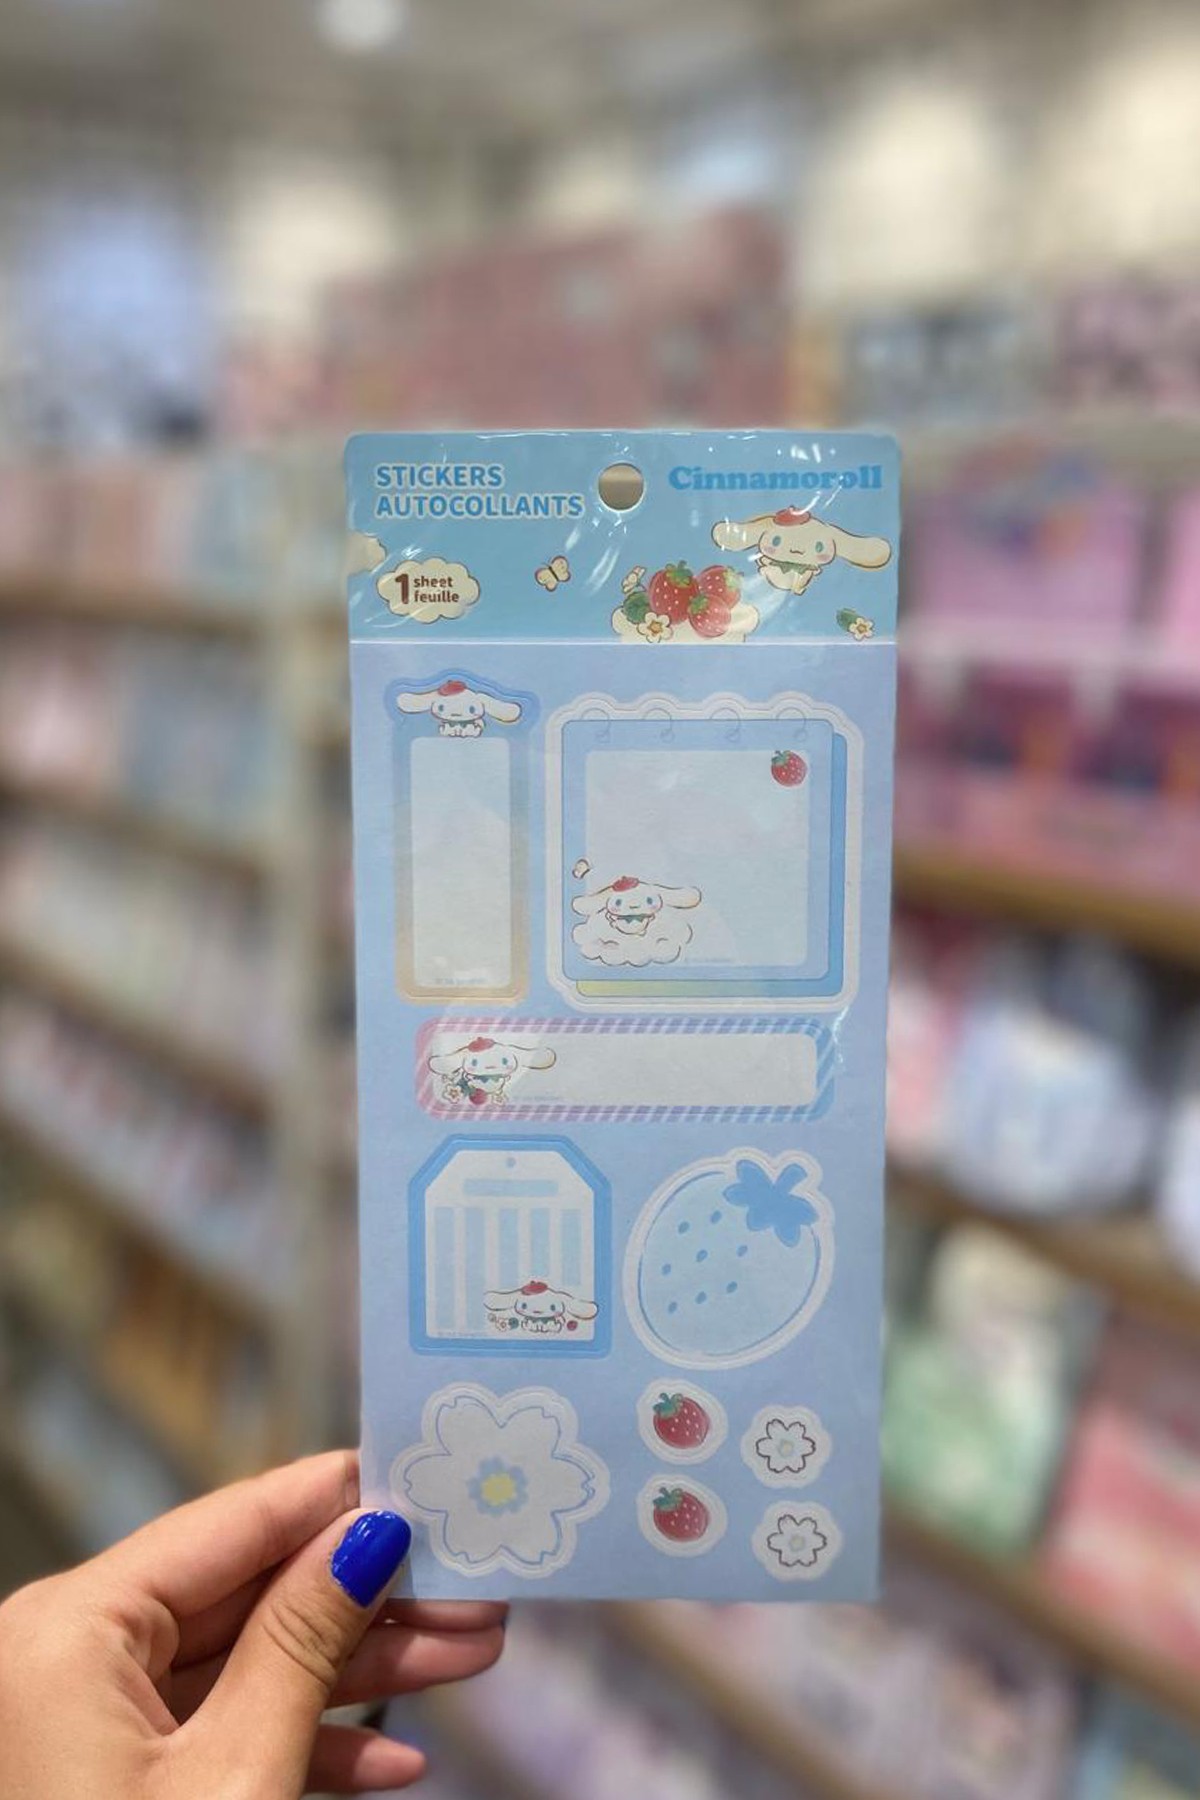 STICKERS
AUTOCOLLANTS
Cinnamoroll
1 sheet
feuille